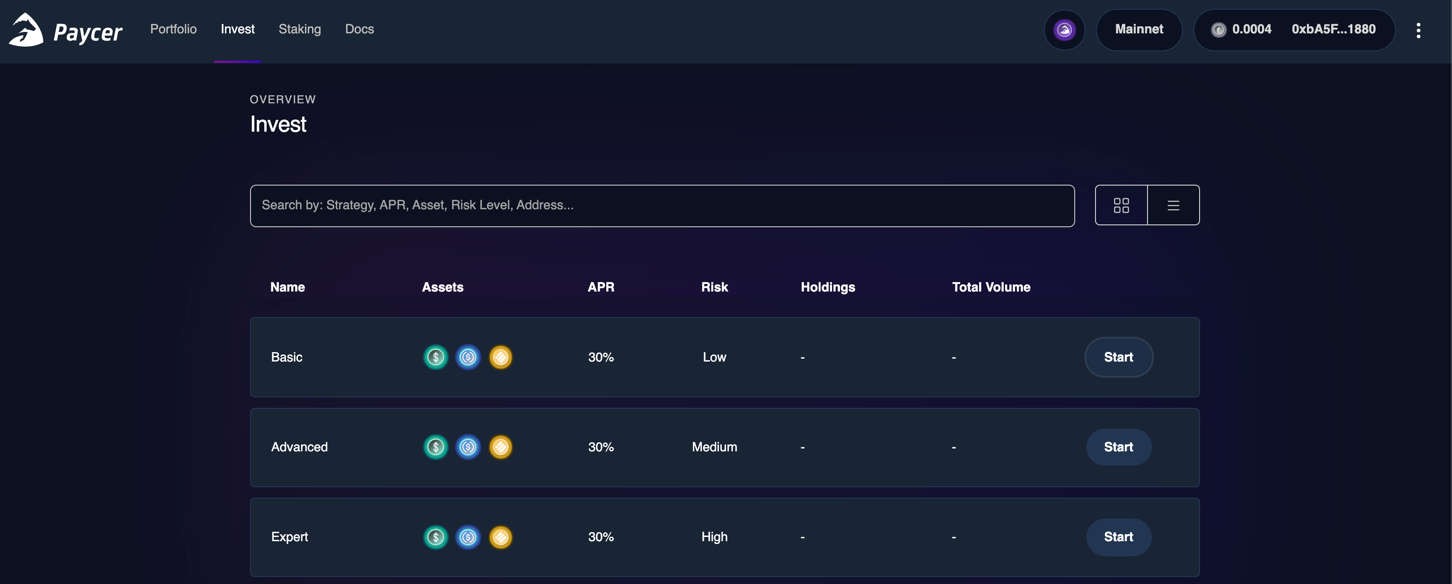 Paycer Portfolio Invest Staking Docs Mainnet 0.0004 0xbA5F...1880
OVERVIEW
Invest
Search by: Strategy, APR, Asset, Risk Level, Address...
Name Assets APR Risk Holdings Total Volume
Basic 30% Low - - Start
Advanced 30% Medium - - Start
Expert 30% High - - Start